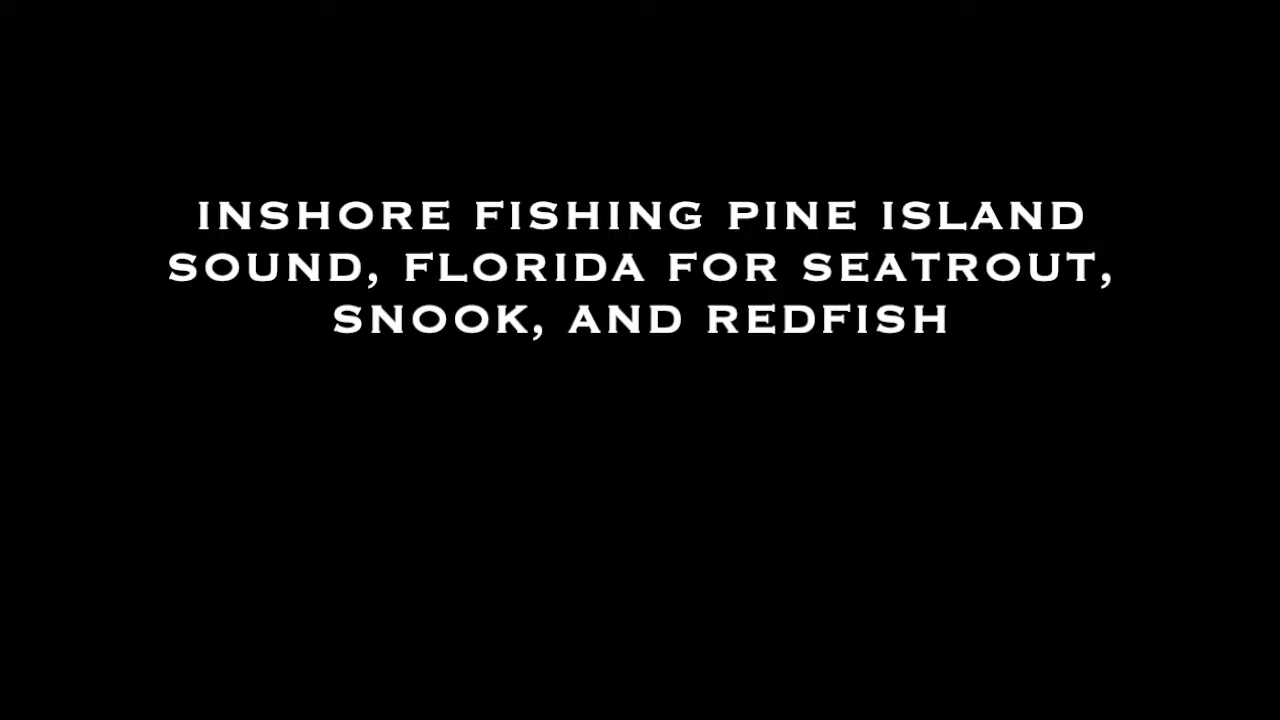 INSHORE FISHING PINE ISLAND
SOUND, FLORIDA FOR SEATROUT,
SNOOK, AND REDFISH